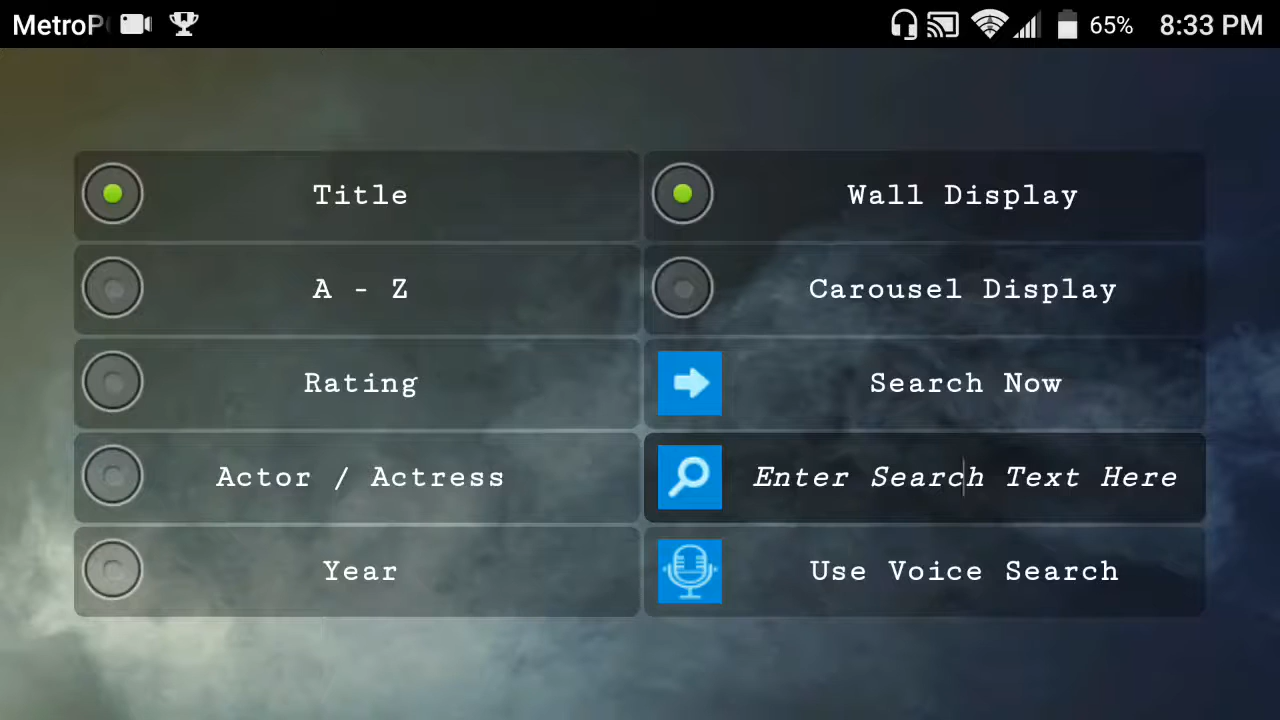 MetroP
65% 8:33 PM
Title
A - Z
Rating
Actor / Actress
Year
Wall Display
Carousel Display
Search Now
Enter Search Text Here
Use Voice Search